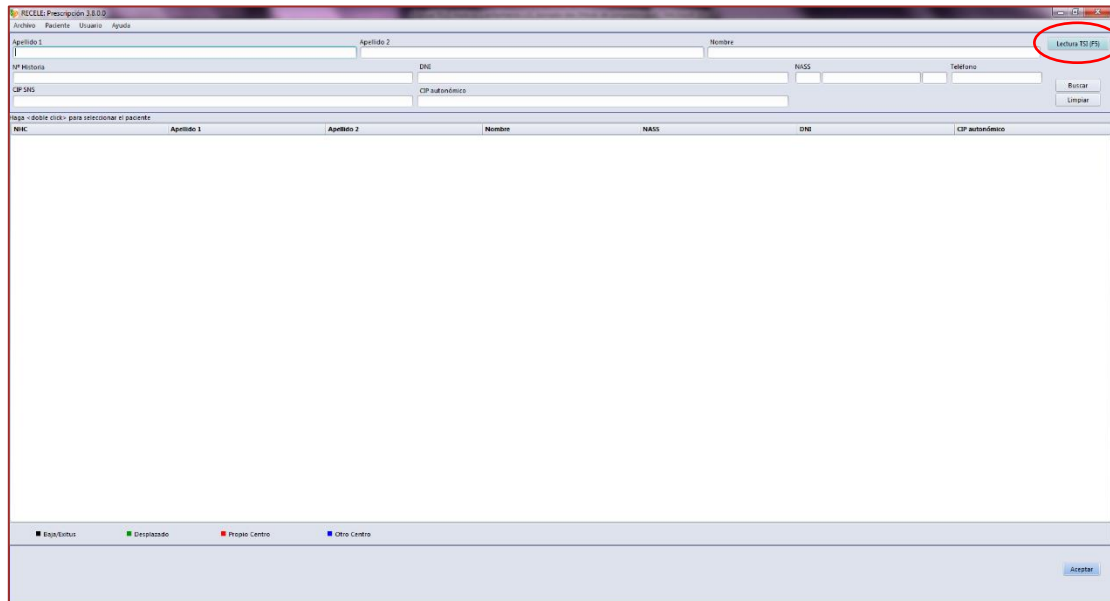 RECELE: Prescripción 3.8.0.0
Archivo Paciente Usuario Ayuda
Apellido 1 Apellido 2 Nombre Lectura TSI (F5)
Nº Historia DNI NASS Teléfono
Buscar
CIP SNS CIP autonómico
Limpiar
Haga <doble click> para seleccionar el paciente
NHC Apellido 1 Apellido 2 Nombre NASS DNI CIP autonómico
Baja/Exitus Desplazado Propio Centro Otro Centro
Aceptar